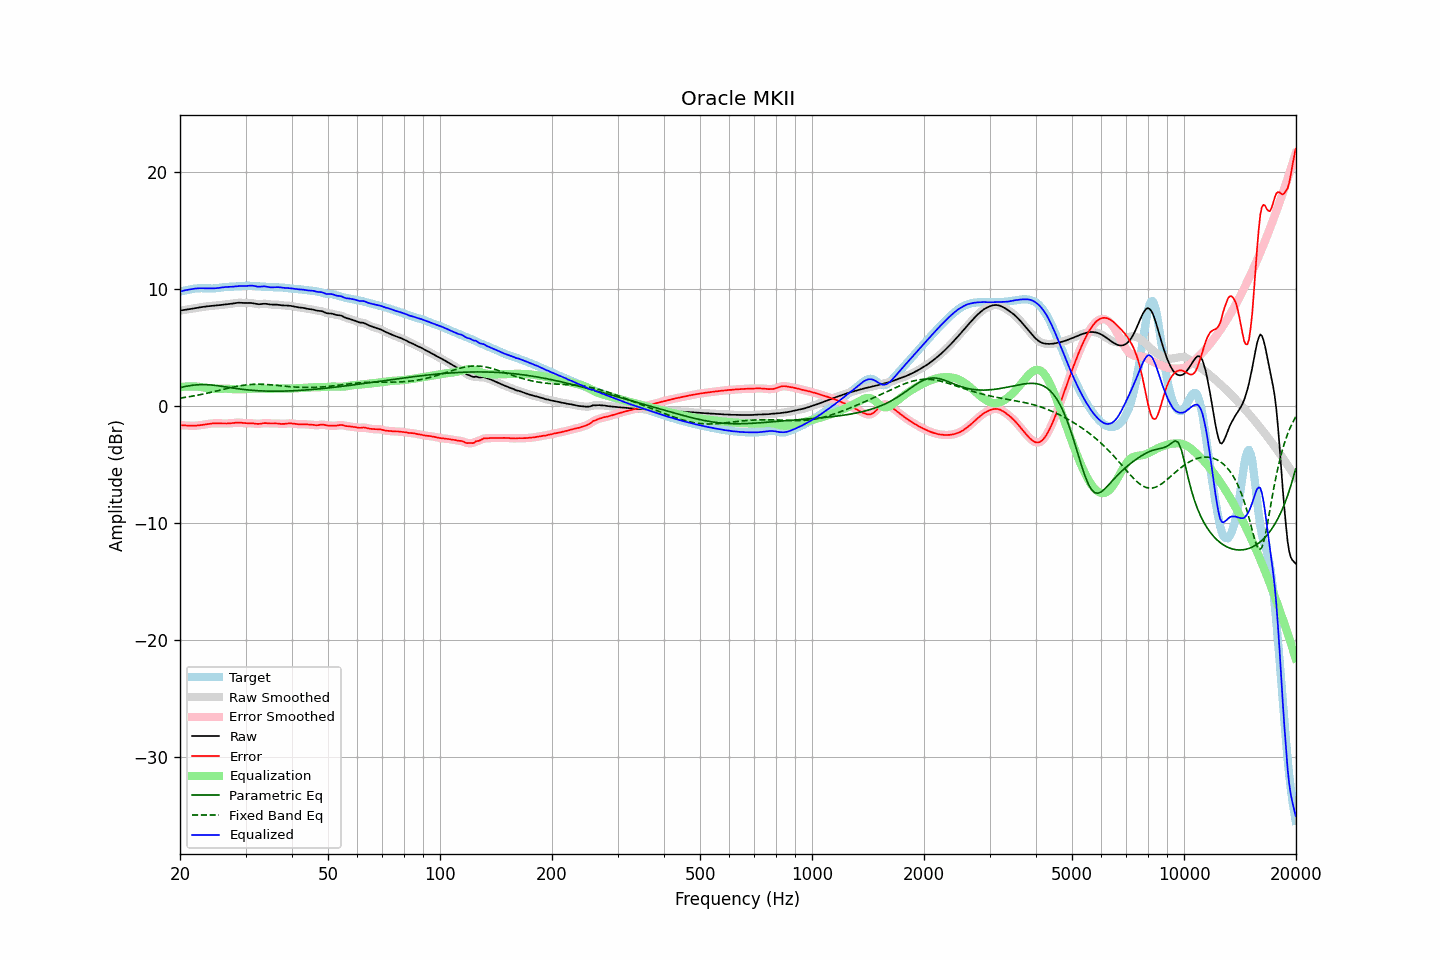 Oracle MKII
20
10
0
−10
−20
−30
Amplitude (dBr)
Target
Raw Smoothed
Error Smoothed
Raw
Error
Equalization
Parametric Eq
Fixed Band Eq
Equalized
20 50 100 200 500 1000 2000 5000 10000 20000
Frequency (Hz)